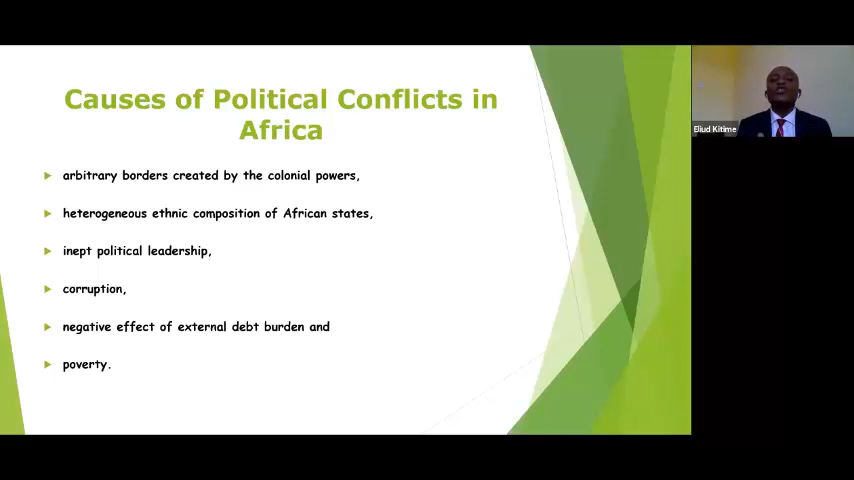 Causes of Political Conflicts in
Africa
arbitrary borders created by the colonial powers,
heterogeneous ethnic composition of African states,
inept political leadership,
corruption,
negative effect of external debt burden and
poverty.
Eliud Kitime